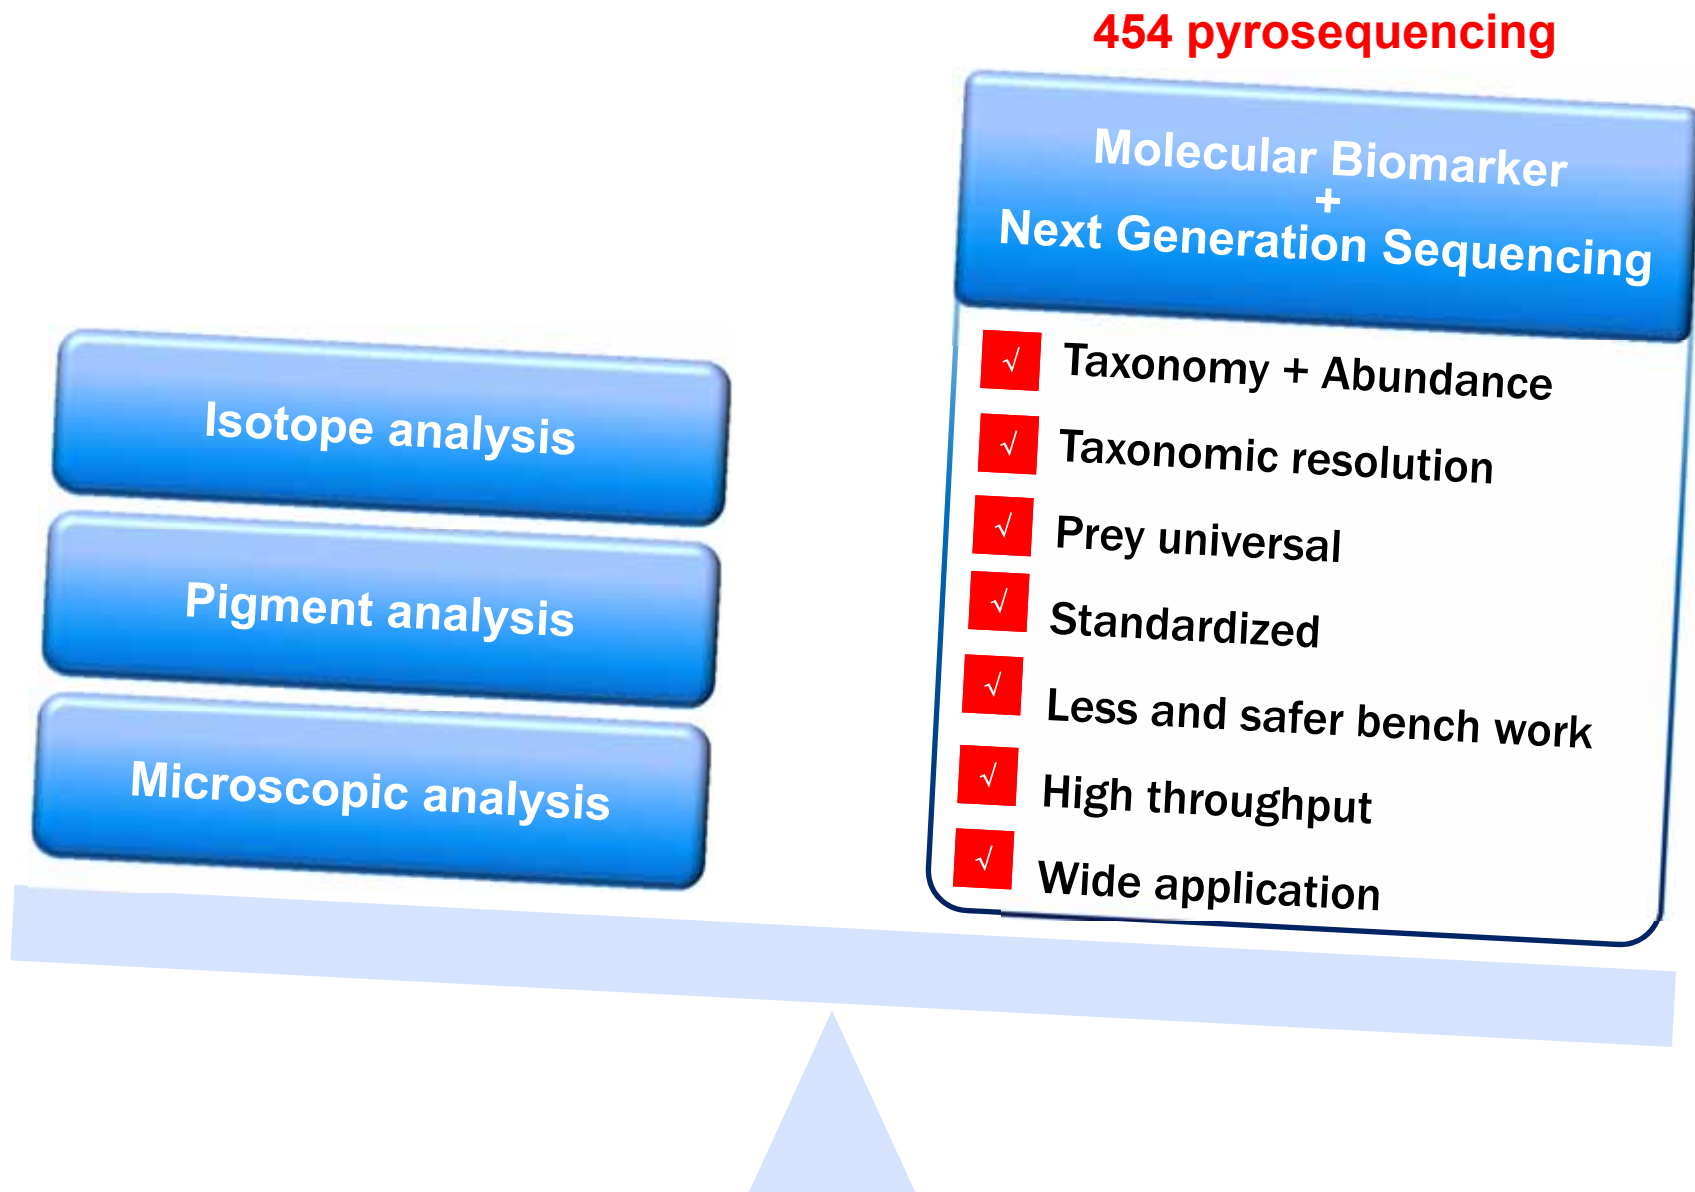 454 pyrosequencing
Molecular Biomarker
+
Next Generation Sequencing
Isotope analysis
Pigment analysis
Microscopic analysis
√ Taxonomy + Abundance
√ Taxonomic resolution
√ Prey universal
√ Standardized
√ Less and safer bench work
√ High throughput
√ Wide application